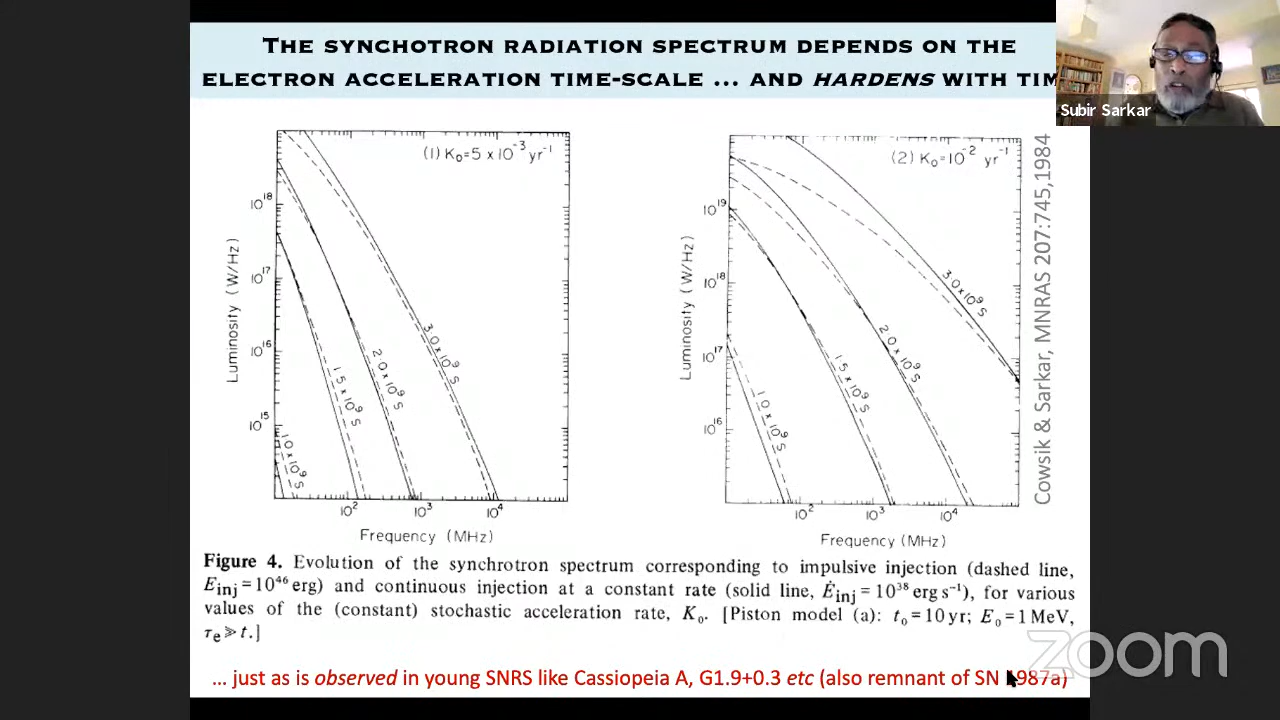 THE SYNCHOTRON RADIATION SPECTRUM DEPENDS ON THE
ELECTRON ACCELERATION TIME-SCALE … AND HARDENS WITH TIM
Subir Sarkar
(1) K₀=5 x 10⁻³ yr⁻¹
Luminosity (W/Hz)
10¹⁸
10¹⁷
10¹⁶
10¹⁵
1.0 x 10⁹ S
1.5 x 10⁹ S
2.0 x 10⁹ S
3.0 x 10⁹ S
10² 10³ 10⁴
Frequency (MHz)
(2) K₀=10⁻² yr⁻¹
Luminosity (W/Hz)
10¹⁹
10¹⁸
10¹⁷
10¹⁶
1.0 x 10⁹ S
1.5 x 10⁹ S
2.0 x 10⁹ S
3.0 x 10⁹ S
10² 10³ 10⁴
Frequency (MHz)
Cowsik & Sarkar, MNRAS 207:745,1984
Figure 4. Evolution of the synchrotron spectrum corresponding to impulsive injection (dashed line,
E_inj = 10⁴⁶ erg) and continuous injection at a constant rate (solid line, Ė_inj = 10³⁸ erg s⁻¹), for various
values of the (constant) stochastic acceleration rate, K₀. [Piston model (a): t₀ = 10 yr; E₀ = 1 MeV,
τₑ ⪢ t.]
zoom
… just as is observed in young SNRS like Cassiopeia A, G1.9+0.3 etc (also remnant of SN 1987a)